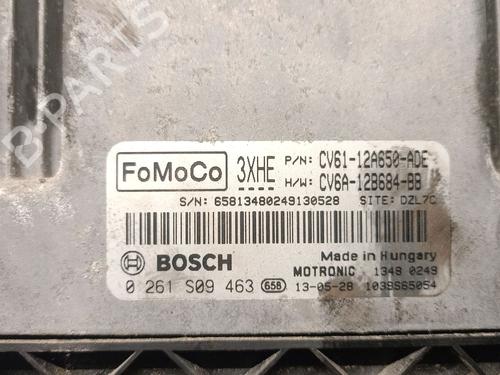 B-PARTS
FoMoCo 3XHE P/N: CV61-12A650-ADE
H/W: CV6A-12B684-BB
S/N: 65813480249130528 SITE: DZL7C
BOSCH Made in Hungary
MOTRONIC 1348 0249
0 261 S09 463 658 13-05-28 1039S65054